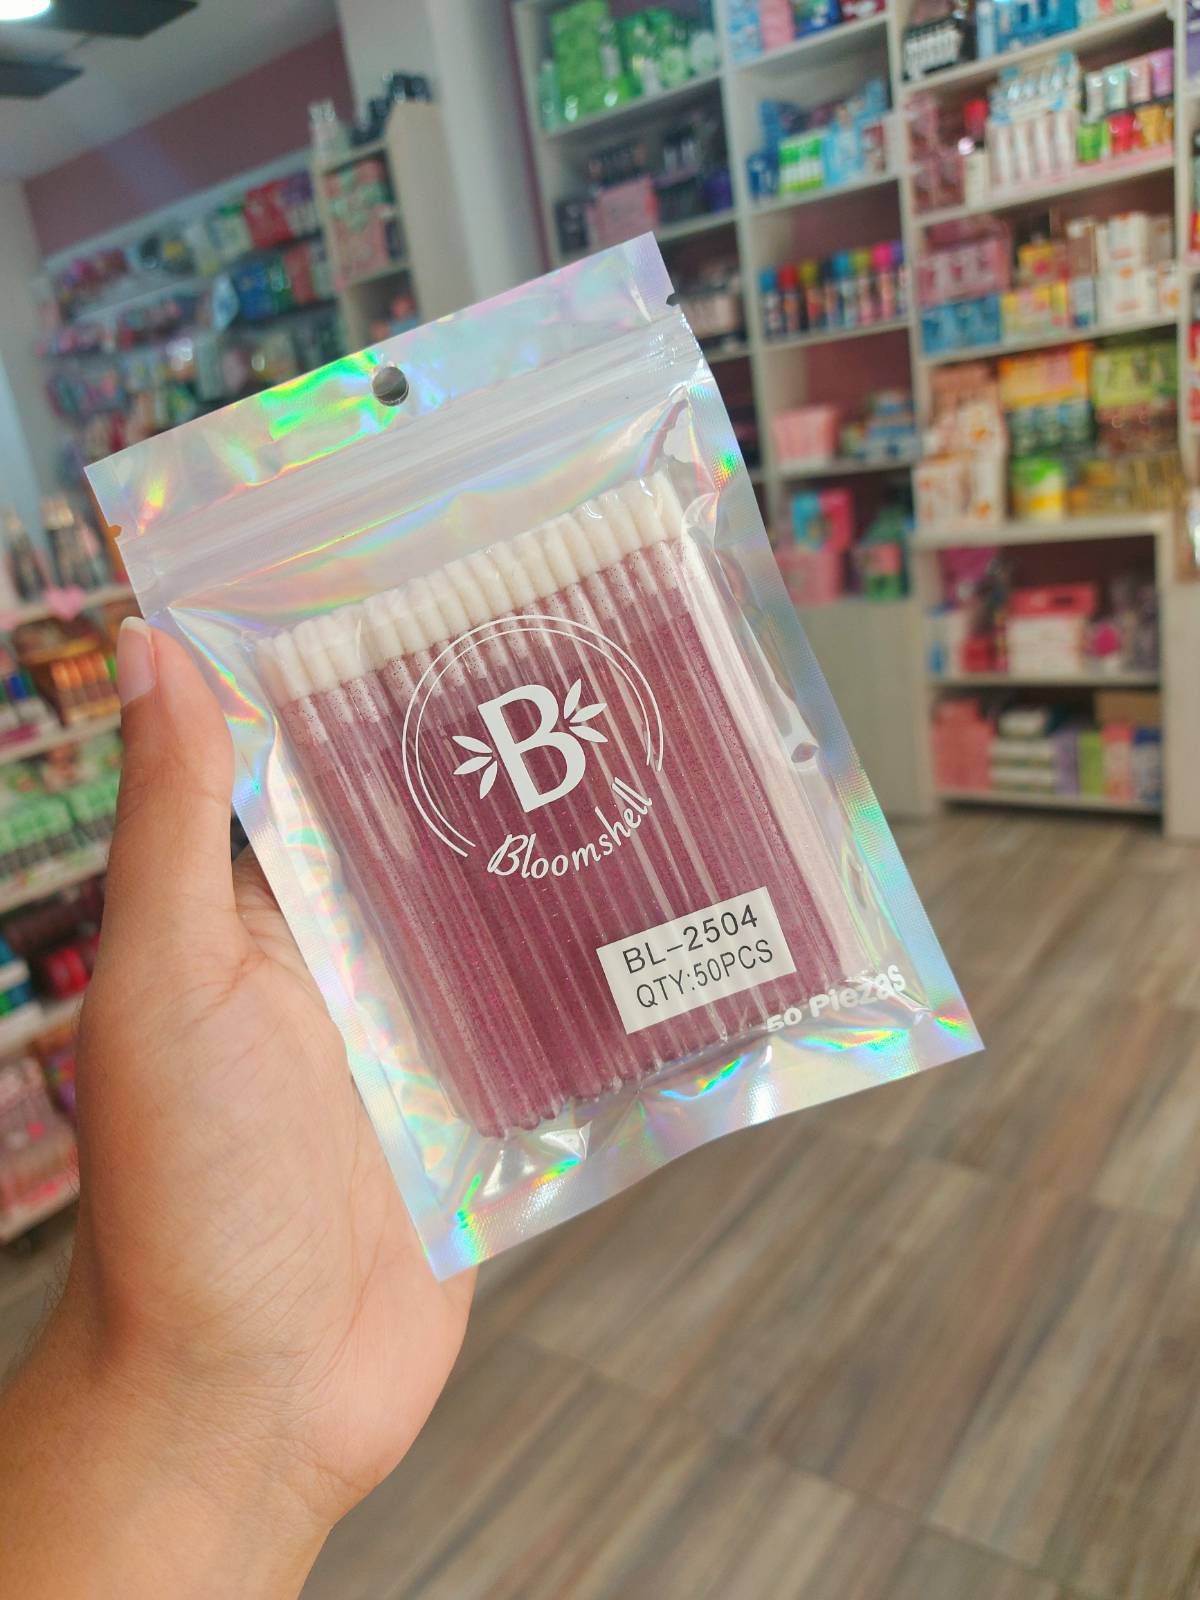 B
Bloomshell
BL-2504
QTY:50PCS
50 Piezas